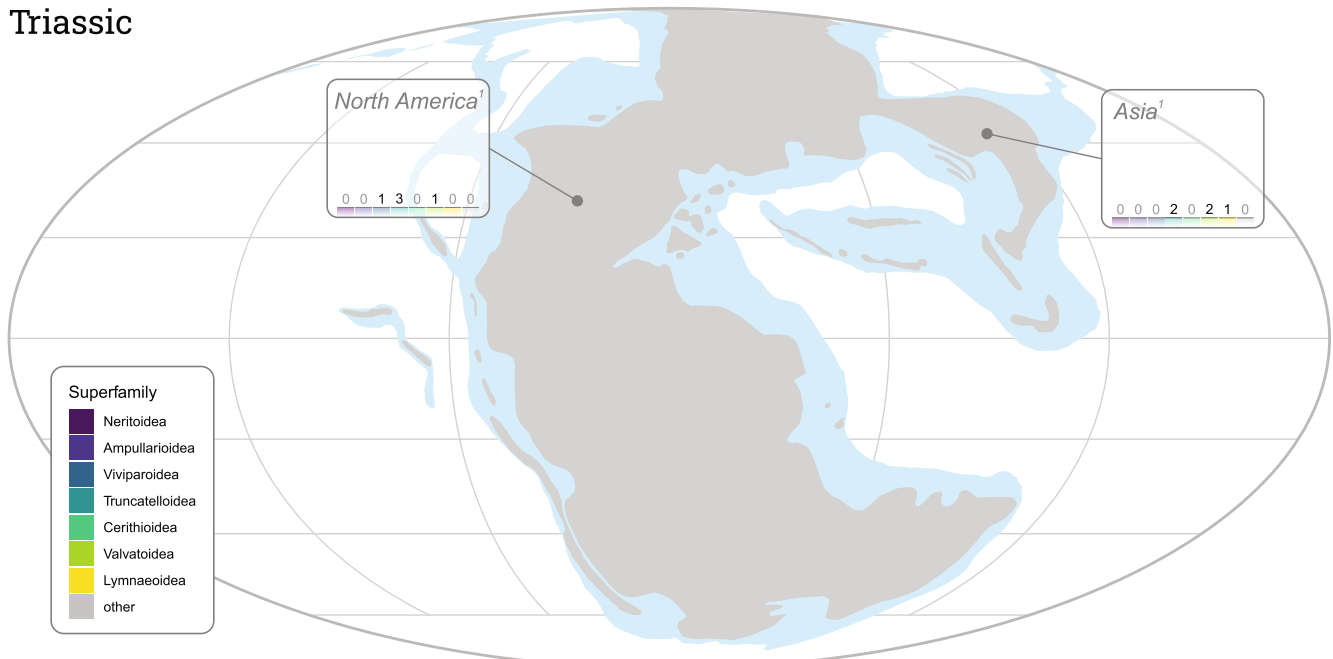 Triassic
North America¹
0 0 1 3 0 1 0 0
Asia¹
0 0 0 2 0 2 1 0
Superfamily
Neritoidea
Ampullarioidea
Viviparoidea
Truncatelloidea
Cerithioidea
Valvatoidea
Lymnaeoidea
other